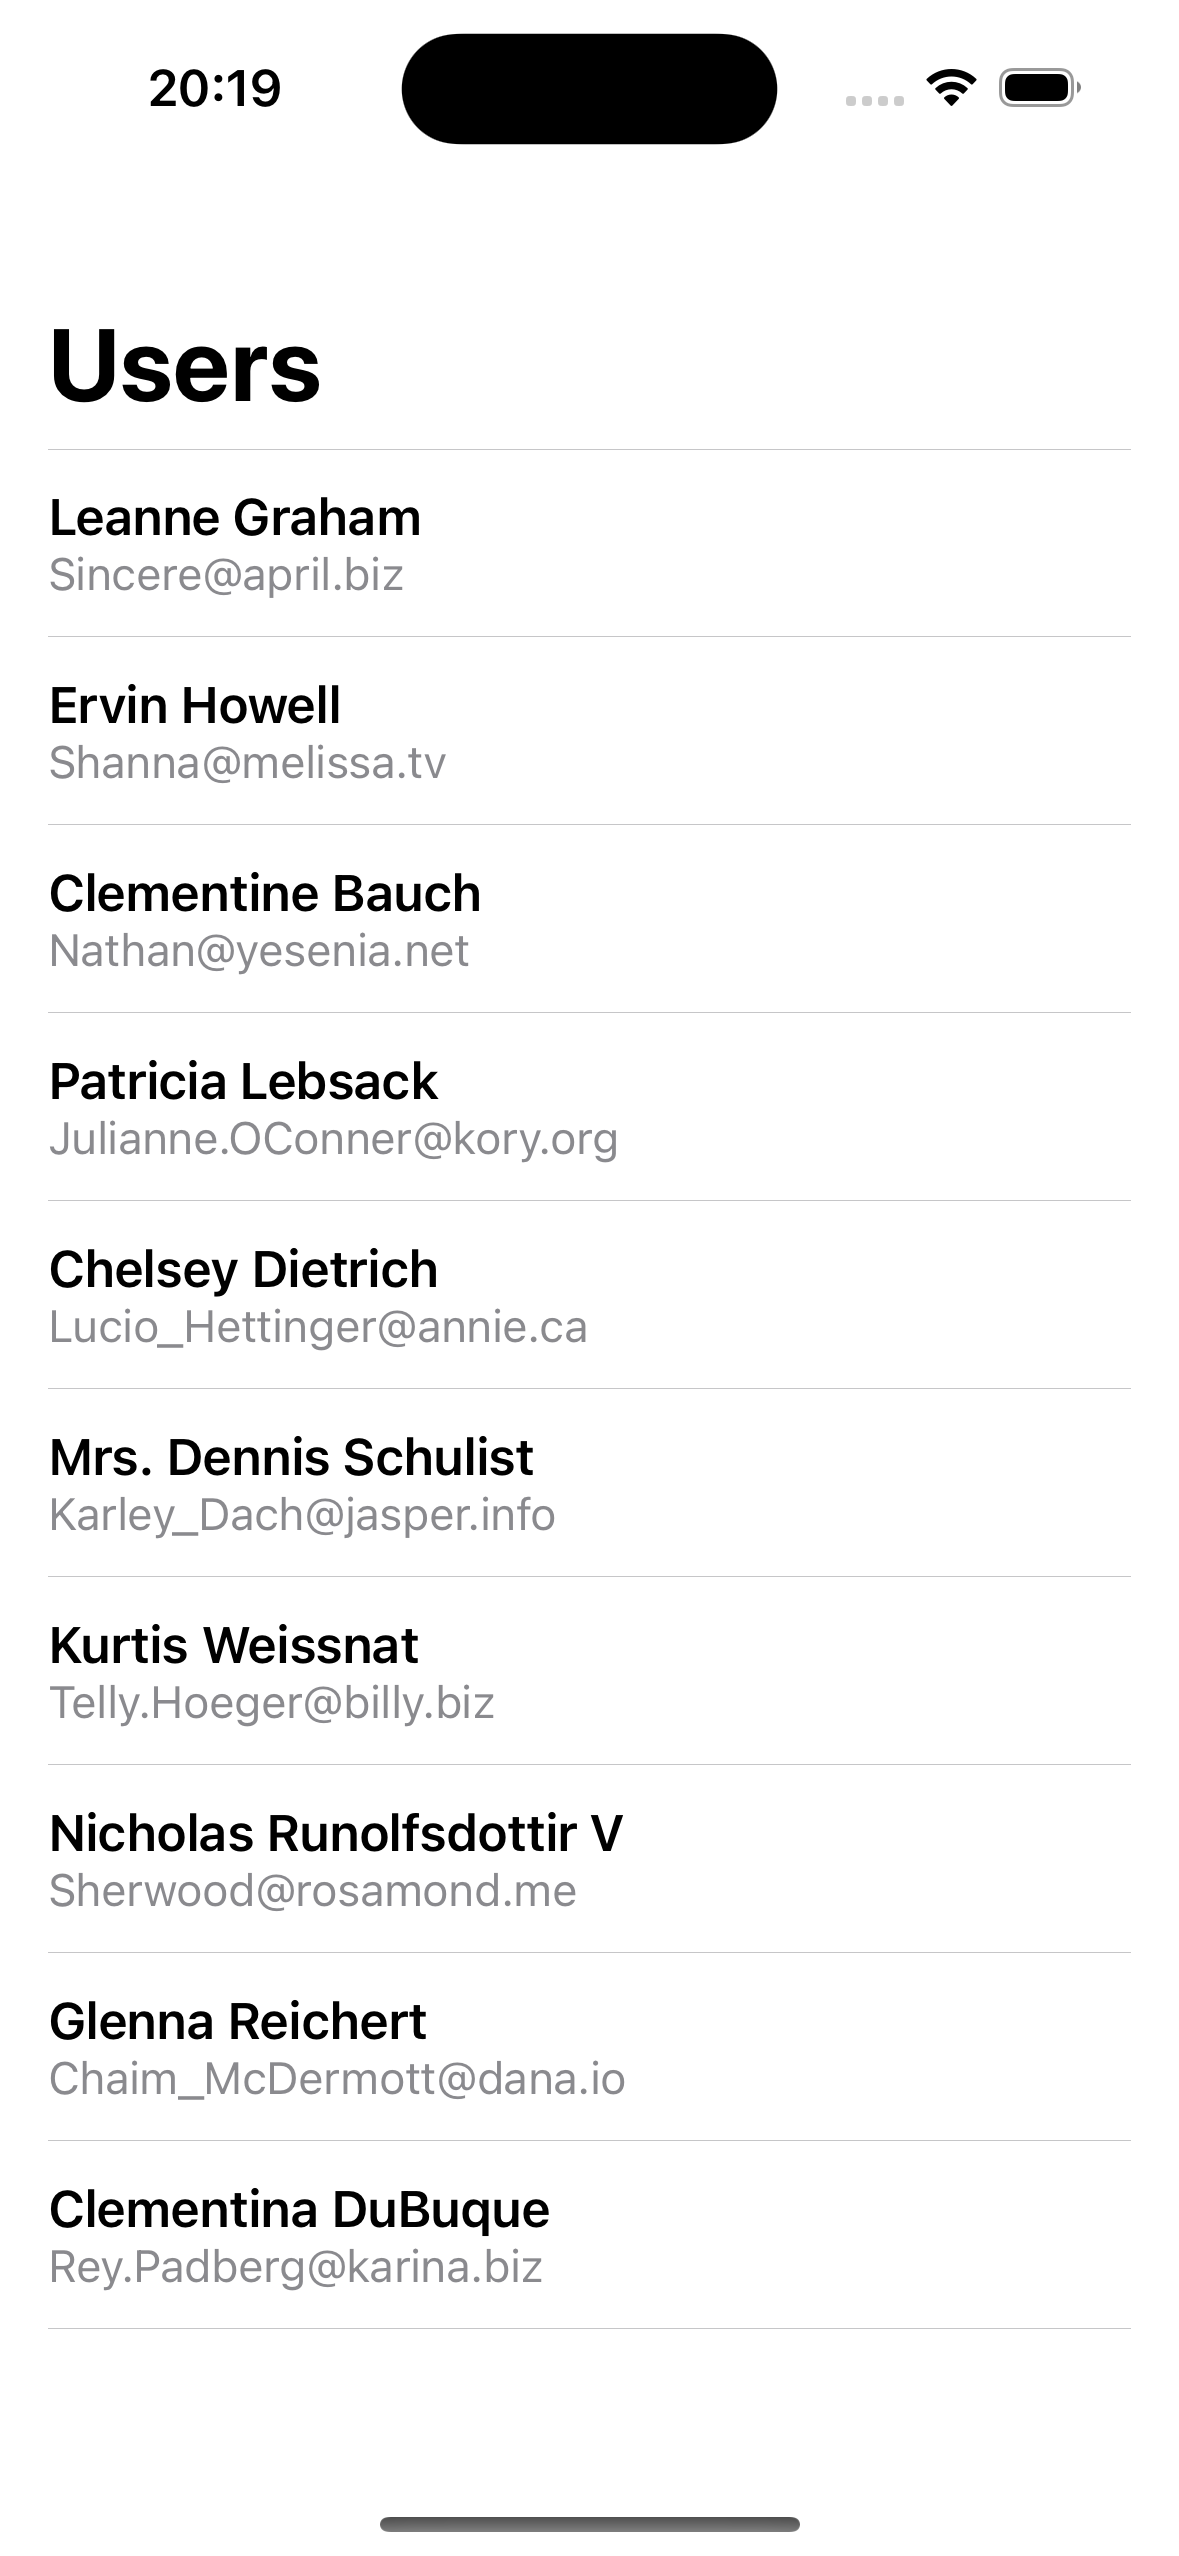 20:19
Users
Leanne Graham
Sincere@april.biz
Ervin Howell
Shanna@melissa.tv
Clementine Bauch
Nathan@yesenia.net
Patricia Lebsack
Julianne.OConner@kory.org
Chelsey Dietrich
Lucio_Hettinger@annie.ca
Mrs. Dennis Schulist
Karley_Dach@jasper.info
Kurtis Weissnat
Telly.Hoeger@billy.biz
Nicholas Runolfsdottir V
Sherwood@rosamond.me
Glenna Reichert
Chaim_McDermott@dana.io
Clementina DuBuque
Rey.Padberg@karina.biz